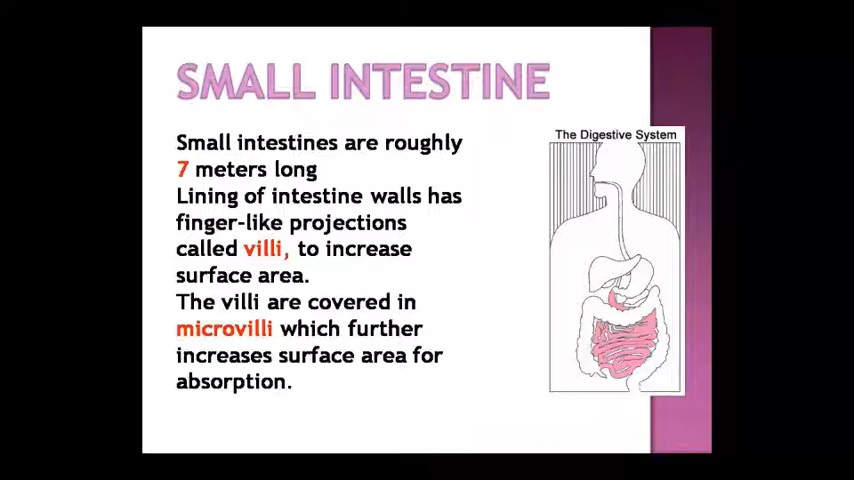 SMALL INTESTINE
Small intestines are roughly
7 meters long
Lining of intestine walls has
finger-like projections
called villi, to increase
surface area.
The villi are covered in
microvilli which further
increases surface area for
absorption.
The Digestive System